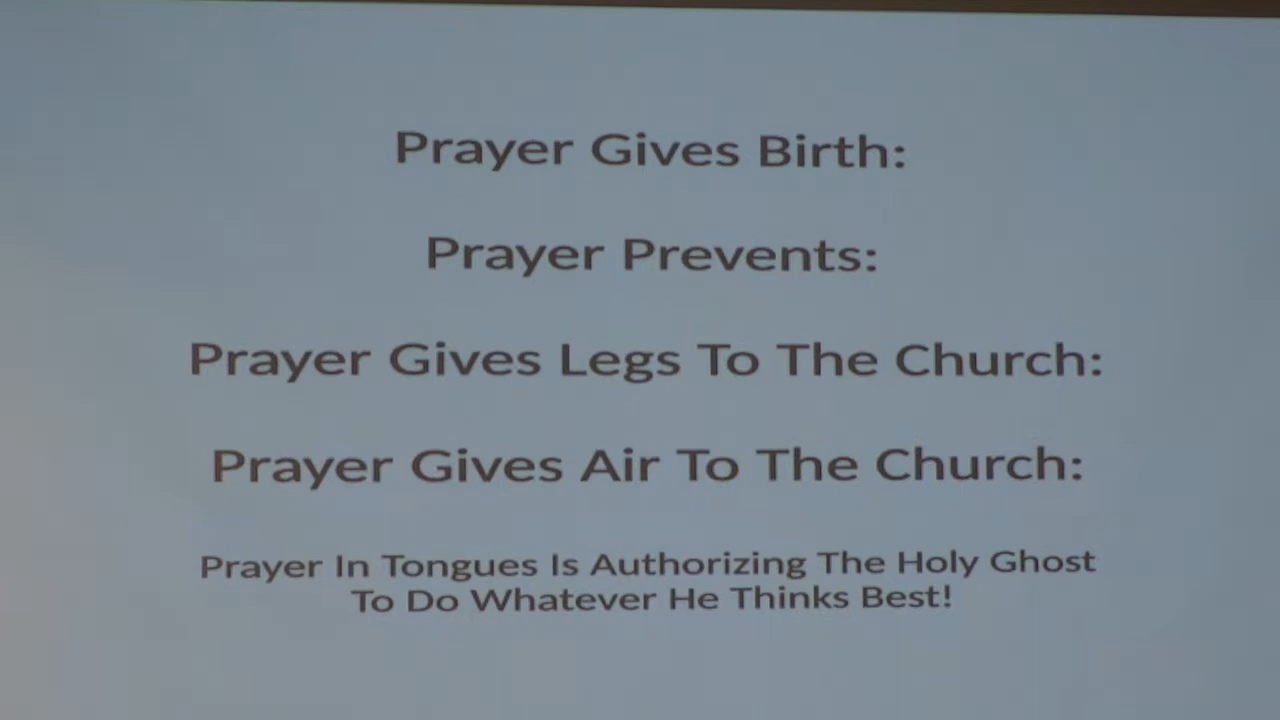 Prayer Gives Birth:
Prayer Prevents:
Prayer Gives Legs To The Church:
Prayer Gives Air To The Church:
Prayer In Tongues Is Authorizing The Holy Ghost
To Do Whatever He Thinks Best!